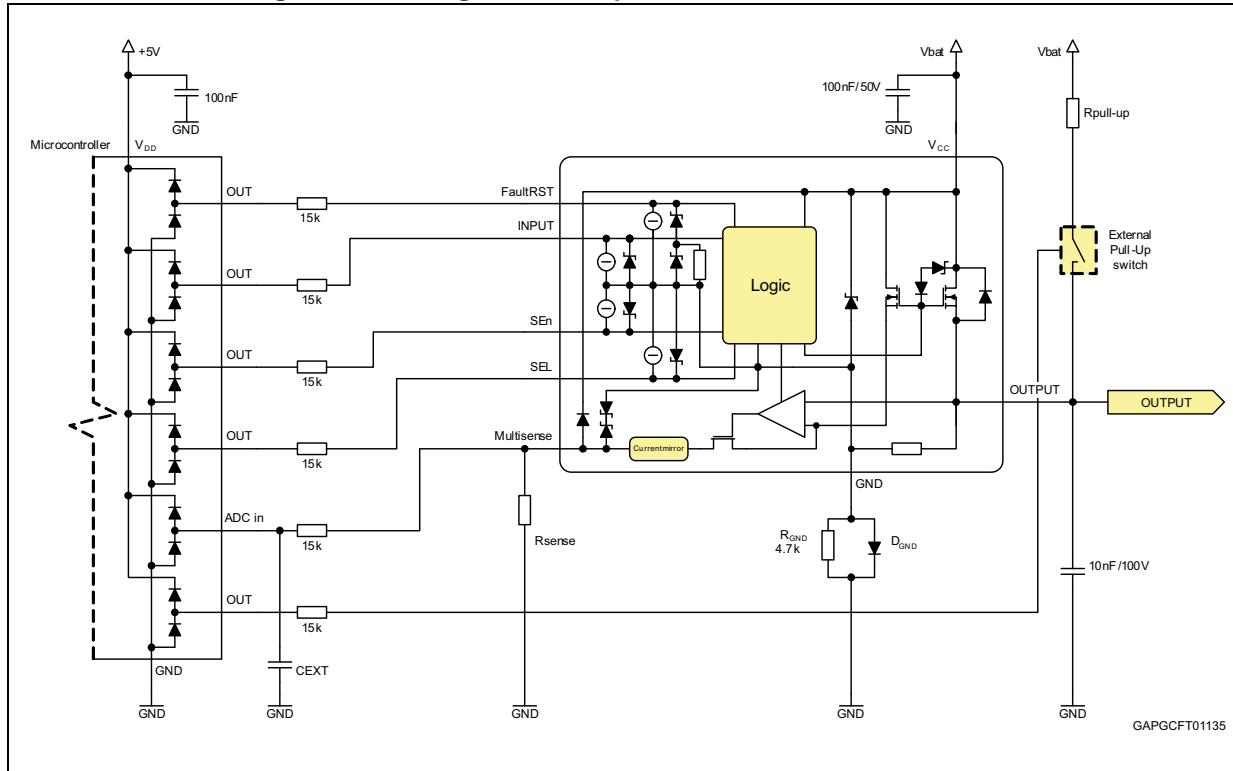 +5V
Vbat
Vbat
100nF
100nF/50V
GND
GND
Rpull-up
Microcontroller
VDD
VCC
OUT
FaultRST
15k
INPUT
OUT
15k
External
Pull-Up
switch
Logic
SEn
OUT
15k
SEL
OUTPUT
OUTPUT
OUT
15k
Multisense
Currentmirror
GND
ADC in
15k
Rsense
RGND
4.7k
DGND
10nF/100V
OUT
15k
GND
CEXT
GND
GND
GND
GND
GND
GAPGCFT01135